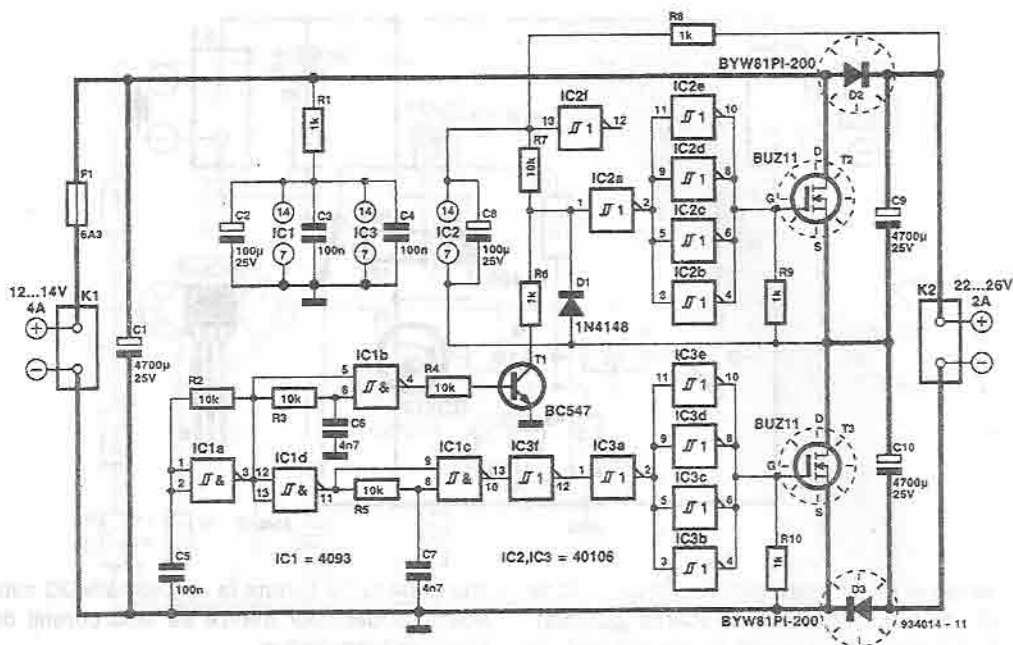 R8
1k
BYW81PI-200
D2
R1
1k
IC2f
13
12
R7
10k
IC2e
11
10
IC2d
9
8
IC2c
5
6
IC2b
3
4
IC2a
1
2
BUZ11
D
T2
G
S
C9
4700µ
25V
F1
6A3
C2
100µ
25V
14
IC1
7
C3
100n
14
IC3
7
C4
100n
14
IC2
7
C8
100µ
25V
R6
1k
D1
1N4148
R9
1k
K2
22...26V
2A
12...14V
4A
K1
C1
4700µ
25V
T1
BC547
R2
10k
R3
10k
IC1b
5
6
4
&
R4
10k
C6
4n7
IC1a
1
2
3
&
IC1d
12
13
11
&
R5
10k
IC1c
9
8
10
&
IC3f
13
12
IC3a
1
2
IC3e
11
10
IC3d
9
8
IC3c
5
6
IC3b
3
4
BUZ11
D
T3
G
S
C10
4700µ
25V
C5
100n
IC1 = 4093
C7
4n7
IC2,IC3 = 40106
R10
1k
BYW81PI-200
D3
934014 - 11